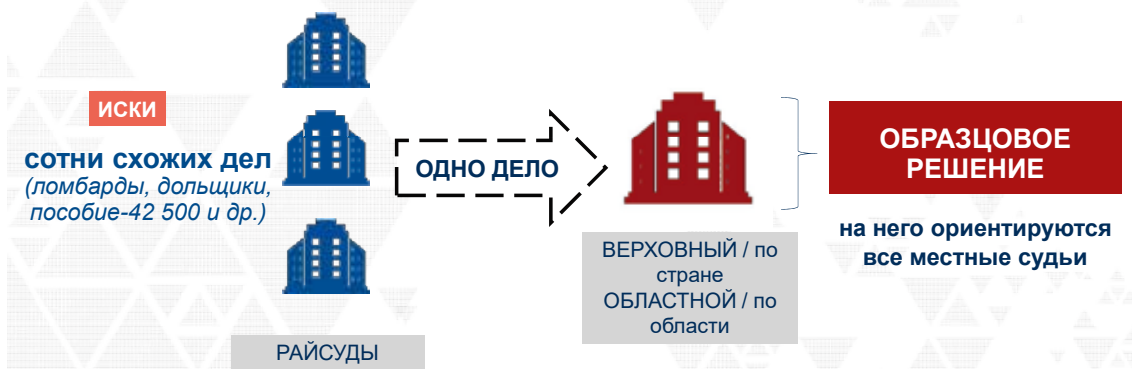 ИСКИ
сотни схожих дел
(ломбарды, дольщики,
пособие-42 500 и др.)
РАЙСУДЫ
ОДНО ДЕЛО
ВЕРХОВНЫЙ / по
стране
ОБЛАСТНОЙ / по
области
ОБРАЗЦОВОЕ
РЕШЕНИЕ
на него ориентируются
все местные судьи